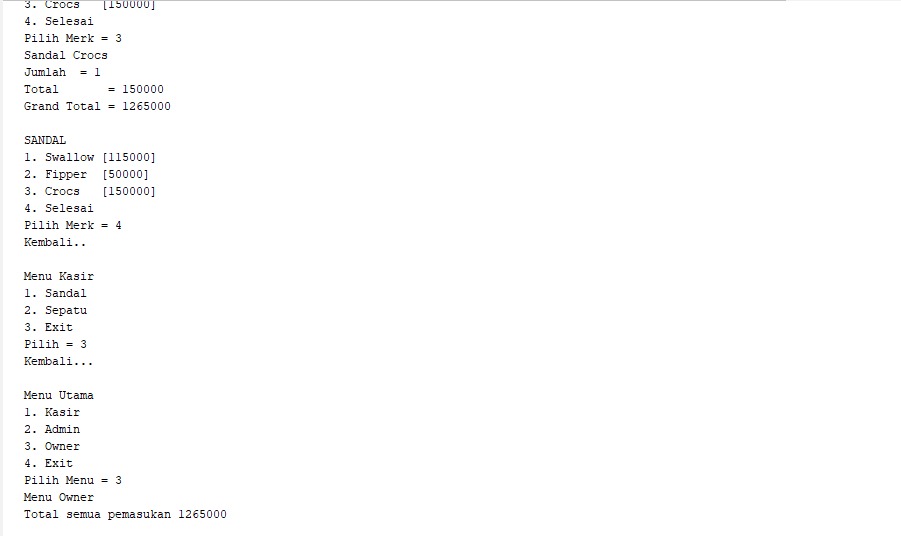 3. Crocs   [150000]
4. Selesai
Pilih Merk = 3
Sandal Crocs
Jumlah  = 1
Total       = 150000
Grand Total = 1265000
SANDAL
1. Swallow [115000]
2. Fipper  [50000]
3. Crocs   [150000]
4. Selesai
Pilih Merk = 4
Kembali..
Menu Kasir
1. Sandal
2. Sepatu
3. Exit
Pilih = 3
Kembali...
Menu Utama
1. Kasir
2. Admin
3. Owner
4. Exit
Pilih Menu = 3
Menu Owner
Total semua pemasukan 1265000